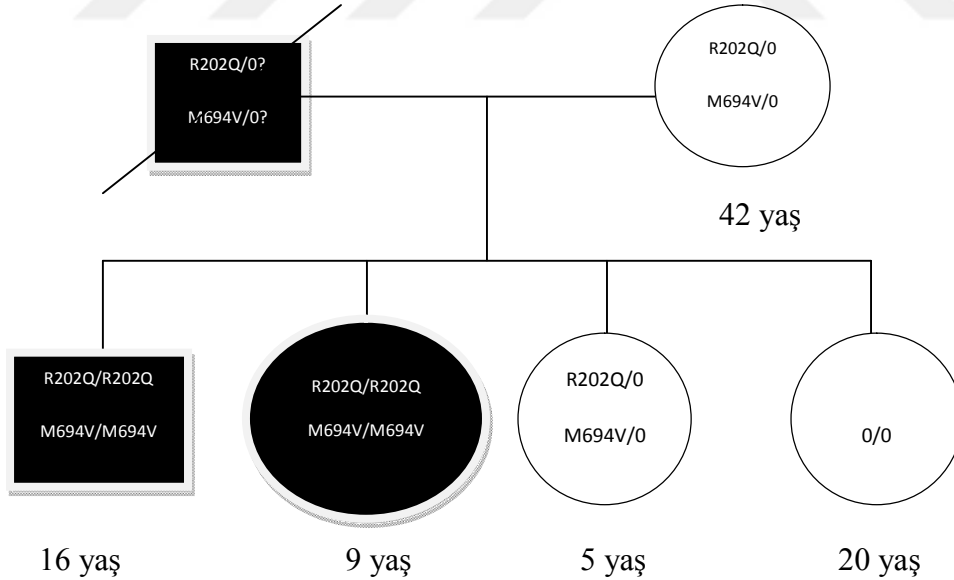 R202Q/0?
M694V/0?
R202Q/0
M694V/0
42 yaş
R202Q/R202Q
M694V/M694V
R202Q/R202Q
M694V/M694V
R202Q/0
M694V/0
0/0
16 yaş
9 yaş
5 yaş
20 yaş